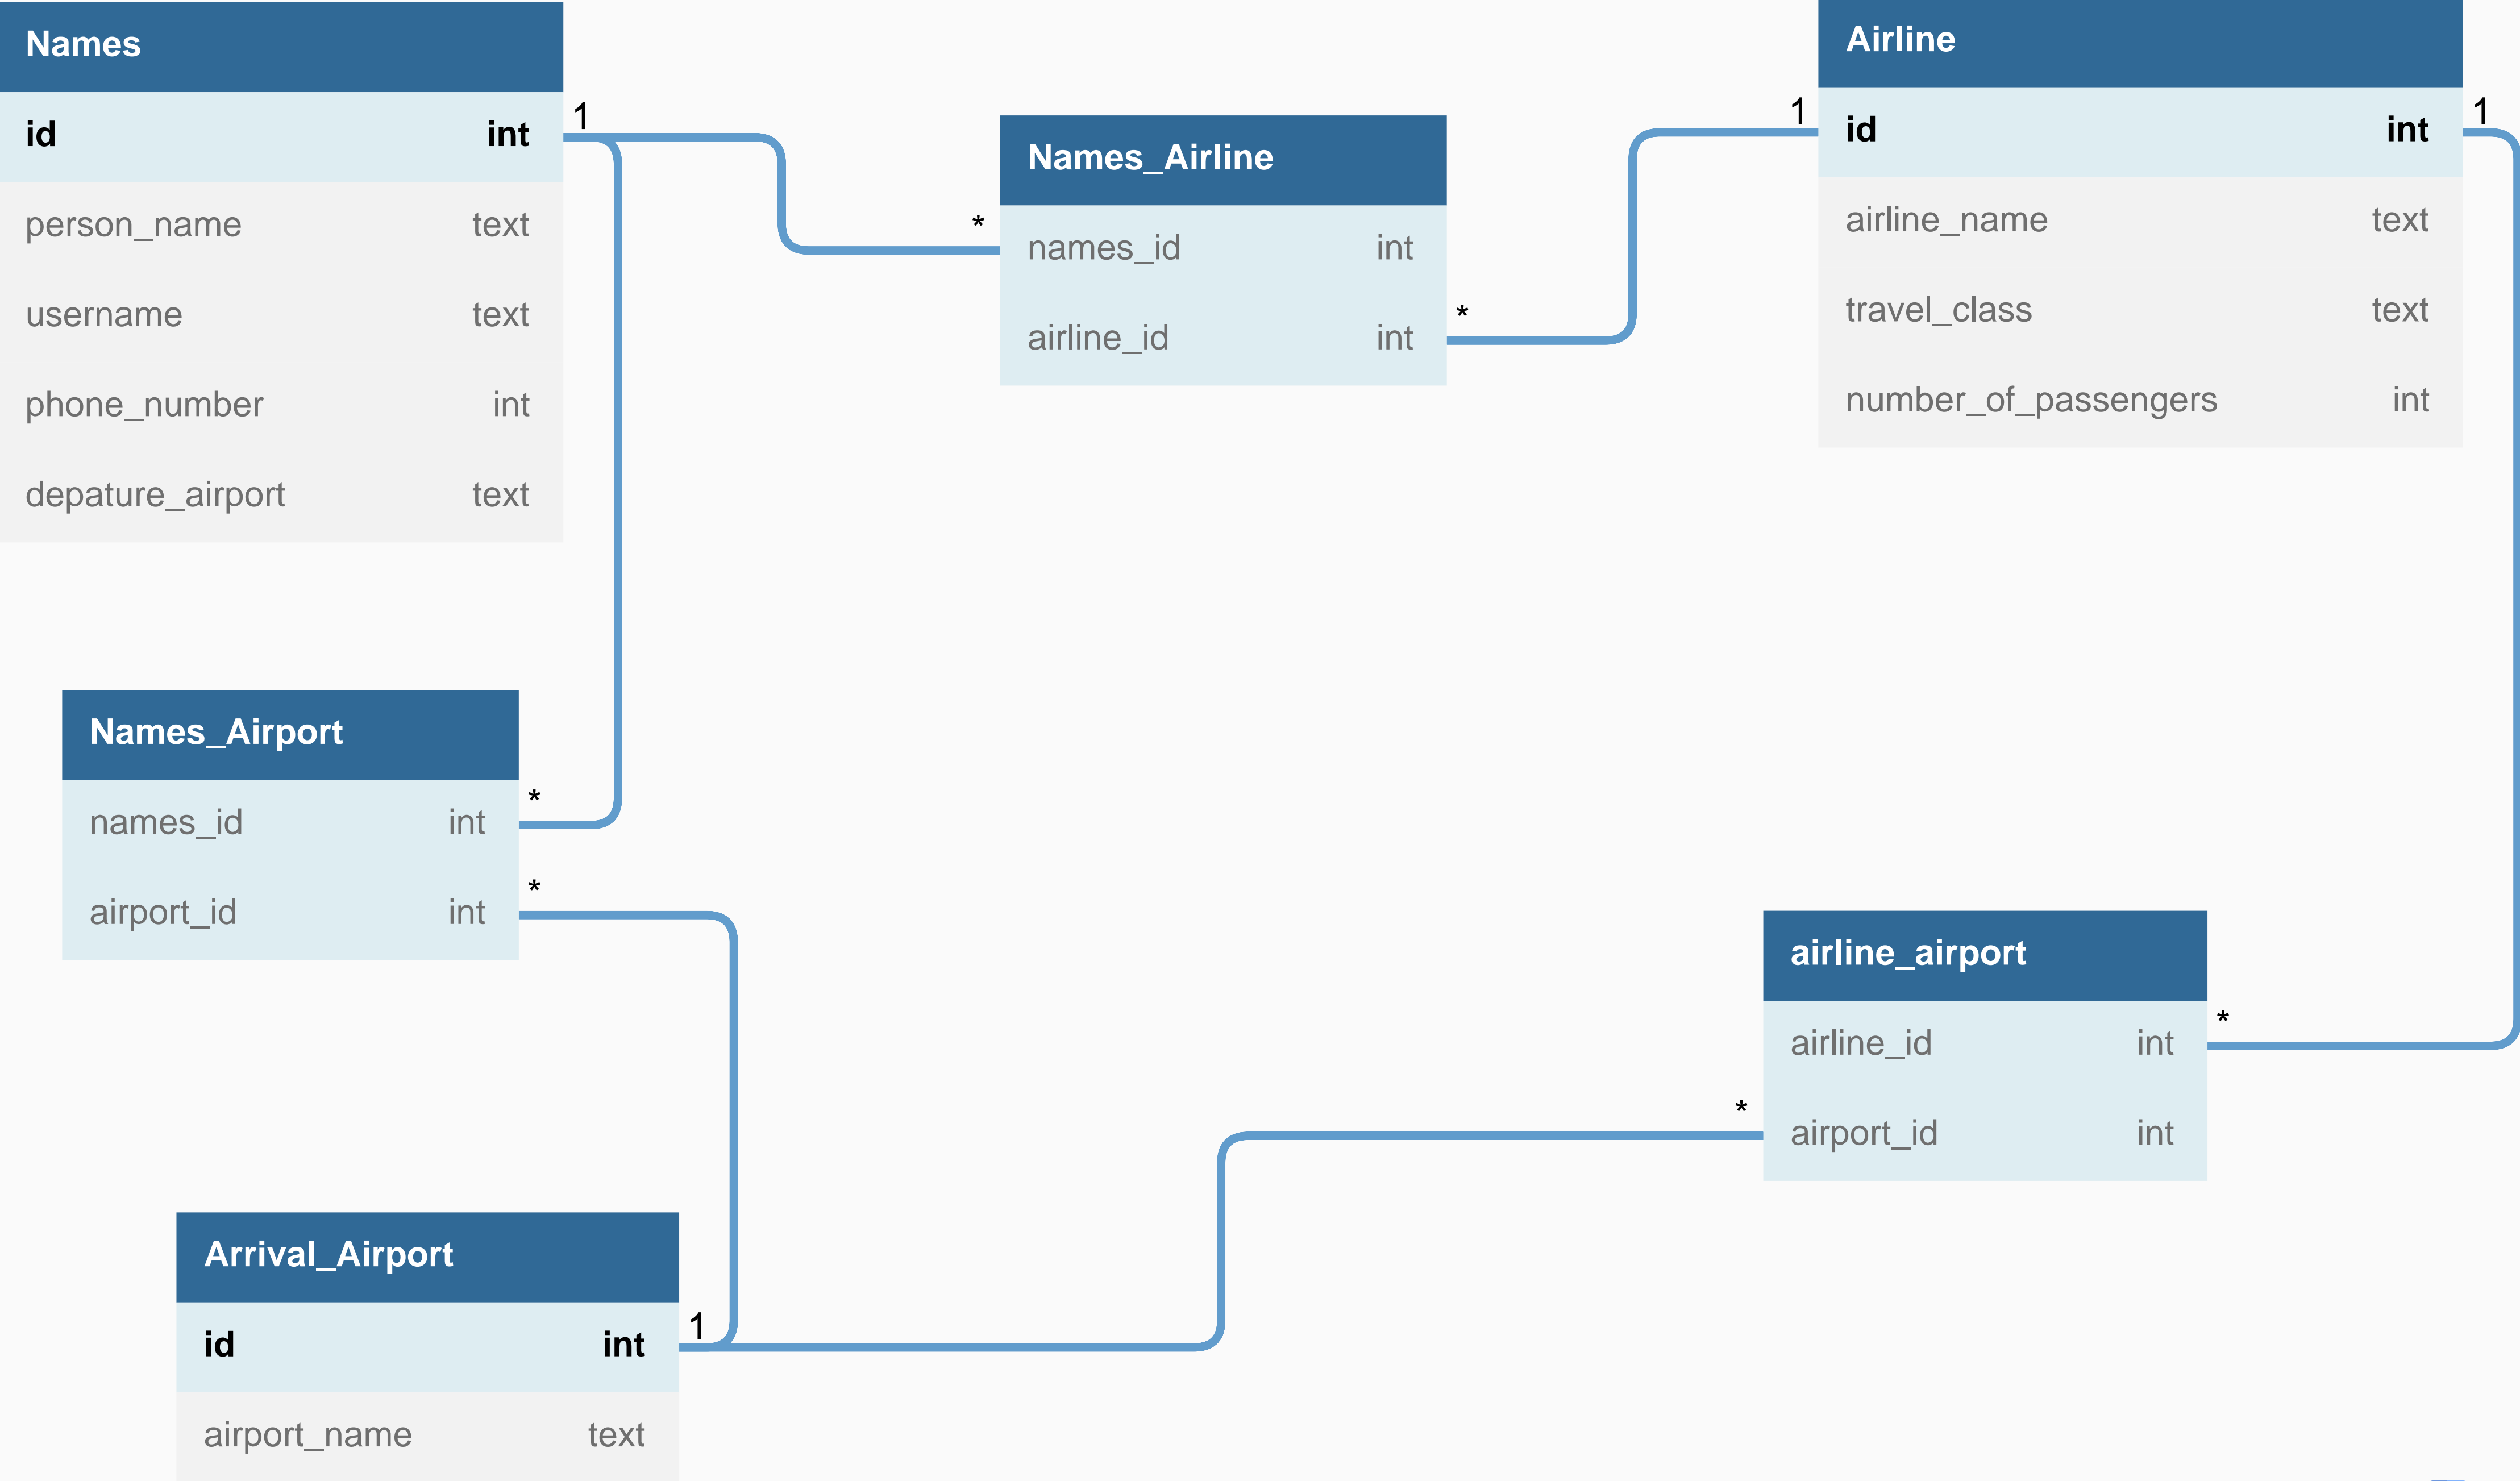 Names
id int
person_name text
username text
phone_number int
depature_airport text
1
*
Names_Airline
names_id int
airline_id int
*
1
Airline
id int
airline_name text
travel_class text
number_of_passengers int
1
Names_Airport
names_id int
airport_id int
*
*
airline_airport
airline_id int
airport_id int
*
*
Arrival_Airport
id int
airport_name text
1